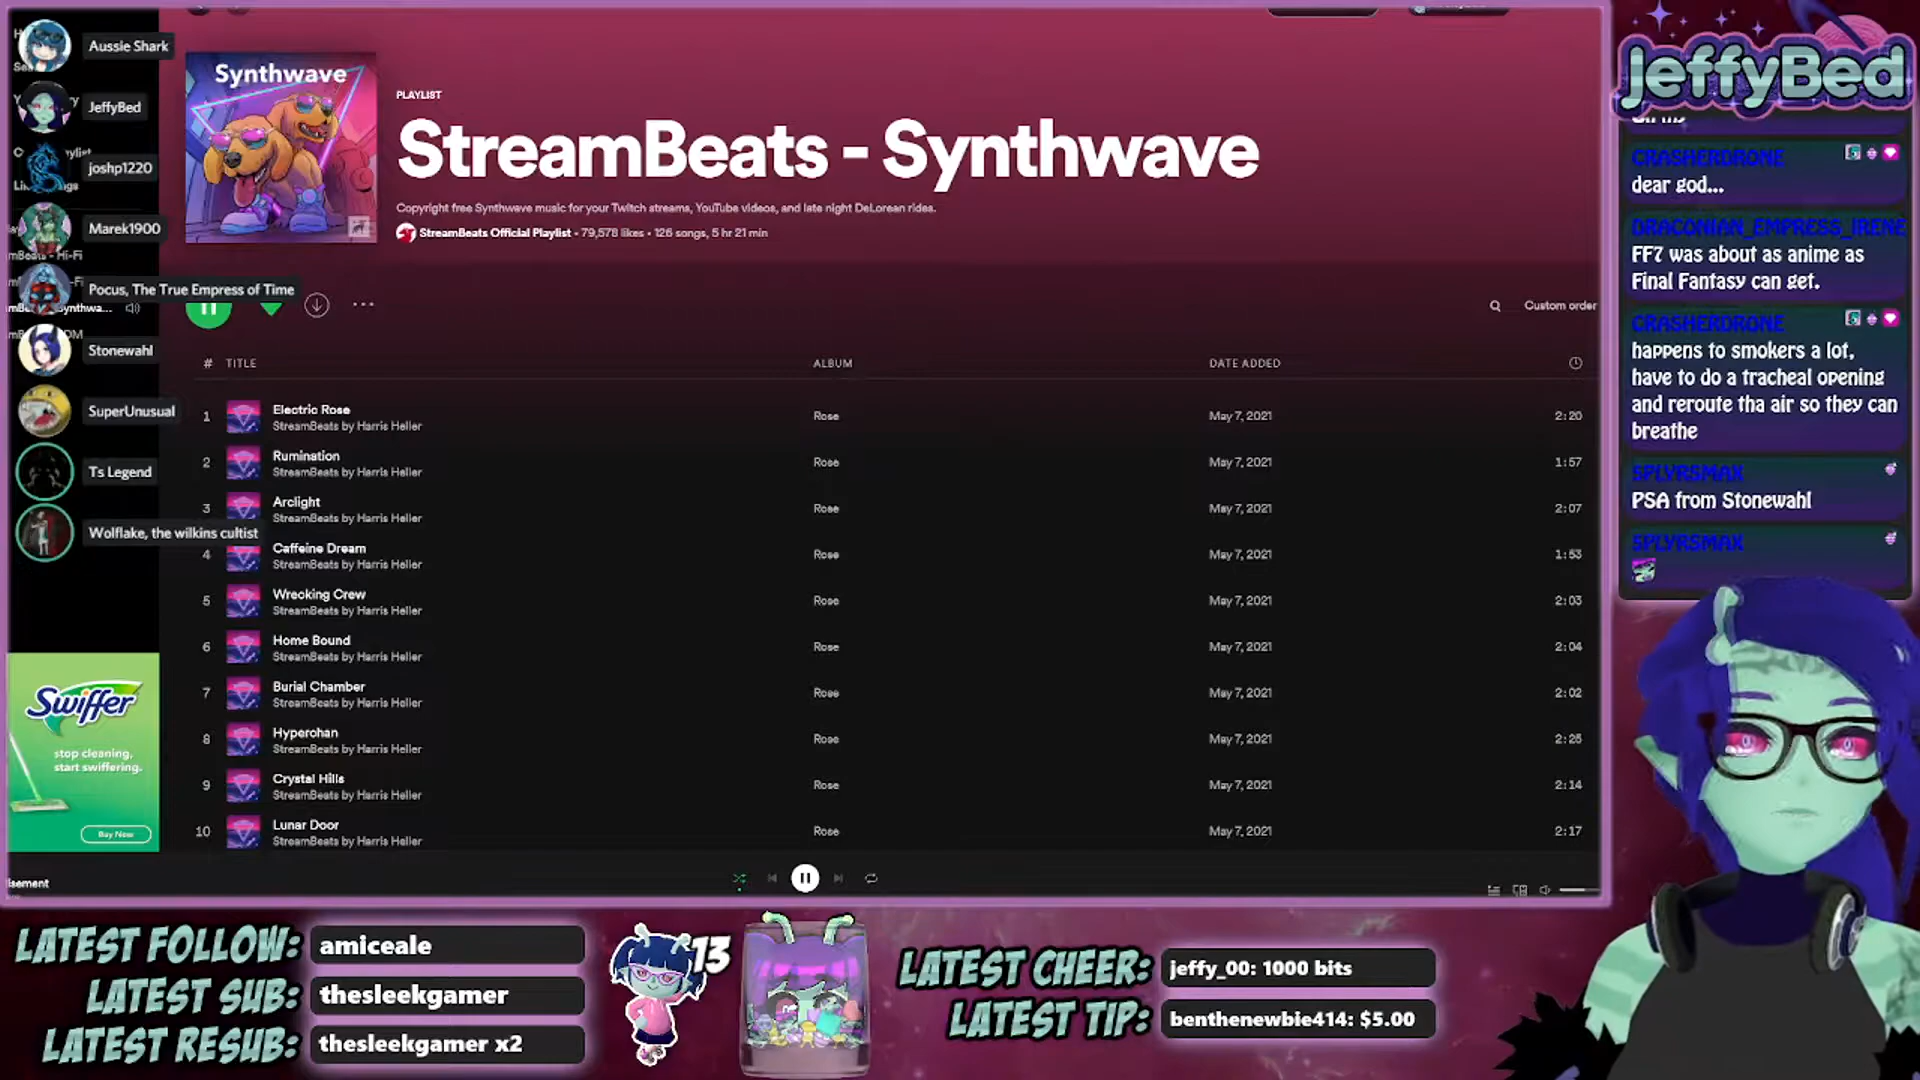 Aussie Shark
JeffyBed
joshp1220
Marek1900
Pocus, The True Empress of Time
Stonewahl
SuperUnusual
Ts Legend
Wolflake, the wilkins cultist
Swiffer
stop cleaning,
start swiffering.
Buy Now
isement
Synthwave
PLAYLIST
StreamBeats - Synthwave
Copyright free Synthwave music for your Twitch streams, YouTube videos, and late night DeLorean rides.
StreamBeats Official Playlist • 79,578 likes • 126 songs, 5 hr 21 min
Custom order
# TITLE ALBUM DATE ADDED
1 Electric Rose Rose May 7, 2021 2:20
StreamBeats by Harris Heller
2 Rumination Rose May 7, 2021 1:57
StreamBeats by Harris Heller
3 Arclight Rose May 7, 2021 2:07
StreamBeats by Harris Heller
4 Caffeine Dream Rose May 7, 2021 1:53
StreamBeats by Harris Heller
5 Wrecking Crew Rose May 7, 2021 2:03
StreamBeats by Harris Heller
6 Home Bound Rose May 7, 2021 2:04
StreamBeats by Harris Heller
7 Burial Chamber Rose May 7, 2021 2:02
StreamBeats by Harris Heller
8 Hyperchan Rose May 7, 2021 2:25
StreamBeats by Harris Heller
9 Crystal Hills Rose May 7, 2021 2:14
StreamBeats by Harris Heller
10 Lunar Door Rose May 7, 2021 2:17
StreamBeats by Harris Heller
JeffyBed
CRASHERDRONE
dear god...
DRACONIAN_EMPRESS_IRENE
FF7 was about as anime as
Final Fantasy can get.
CRASHERDRONE
happens to smokers a lot,
have to do a tracheal opening
and reroute tha air so they can
breathe
SPLYRSMAX
PSA from Stonewahl
SPLYRSMAX
LATEST FOLLOW: amiceale
LATEST SUB: thesleekgamer
LATEST RESUB: thesleekgamer x2
13
LATEST CHEER: jeffy_00: 1000 bits
LATEST TIP: benthenewbie414: $5.00